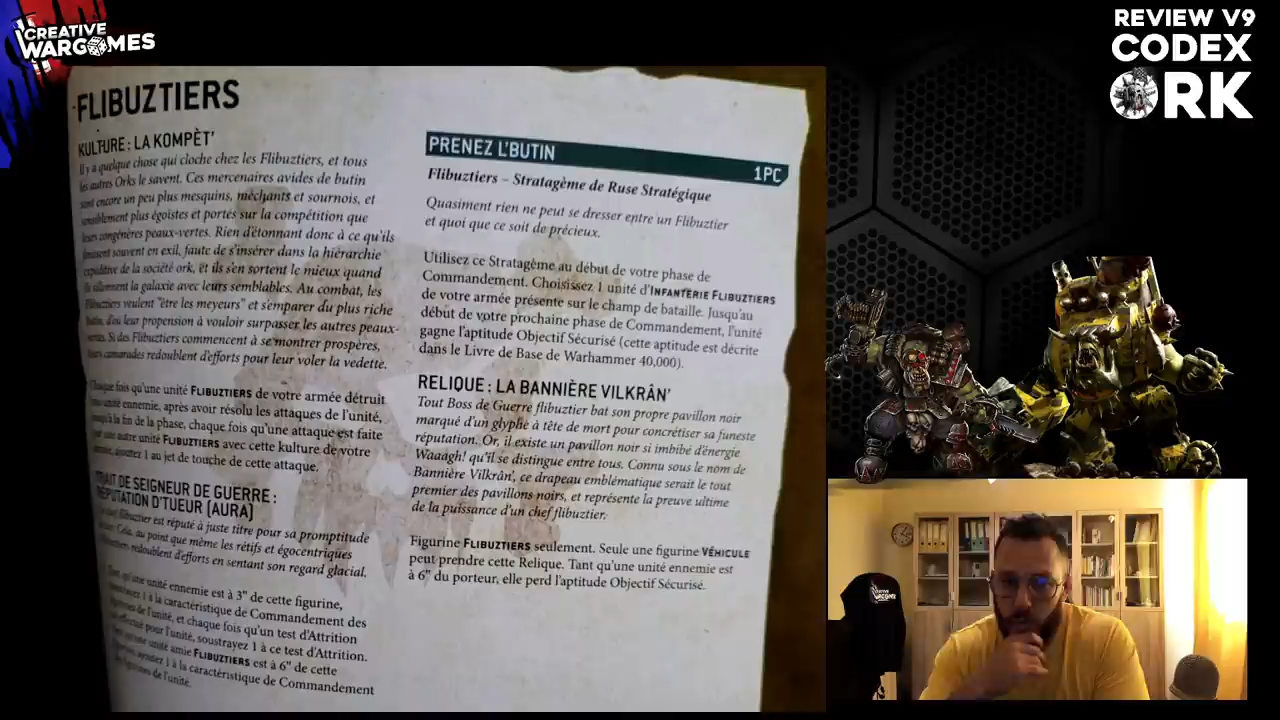 CREATIVE
WARGAMES
REVIEW V9
CODEX
ORK
FLIBUZTIERS
KULTURE : LA KOMPÈT'
Il y a quelque chose qui cloche chez les Flibuztiers, et tous
les autres Orks le savent. Ces mercenaires avides de butin
sont encore un peu plus mesquins, méchants et sournois, et
sensiblement plus égoïstes et portés sur la compétition que
leurs congénères peaux-vertes. Rien d'étonnant donc à ce qu'ils
finissent souvent en exil, faute de s'insérer dans la hiérarchie
expéditive de la société ork, et ils s'en sortent le mieux quand
ils sillonnent la galaxie avec leurs semblables. Au combat, les
Flibuztiers veulent "être les meyeurs" et s'emparer du plus riche
butin, d'où leur propension à vouloir surpasser les autres peaux-
vertes. Si des Flibuztiers commencent à se montrer prospères,
leurs camarades redoublent d'efforts pour leur voler la vedette.
Chaque fois qu'une unité FLIBUZTIERS de votre armée détruit
une unité ennemie, après avoir résolu les attaques de l'unité,
jusqu'à la fin de la phase, chaque fois qu'une attaque est faite
par une autre unité FLIBUZTIERS avec cette kulture de votre
armée, ajoutez 1 au jet de touche de cette attaque.
TRAIT DE SEIGNEUR DE GUERRE :
RÉPUTATION D'TUEUR (AURA)
flibuztier est réputé à juste titre pour sa promptitude
Cela, au point que même les rétifs et égocentriques
Flibuztiers redoublent d'efforts en sentant son regard glacial.
Tant qu'une unité ennemie est à 3" de cette figurine,
soustrayez 1 à la caractéristique de Commandement des
figurines de l'unité, et chaque fois qu'un test d'Attrition
est effectué pour l'unité, soustrayez 1 à ce test d'Attrition.
Tant qu'une unité amie FLIBUZTIERS est à 6" de cette
figurine, ajoutez 1 à la caractéristique de Commandement
des figurines de l'unité.
PRENEZ L'BUTIN
1PC
Flibuztiers – Stratagème de Ruse Stratégique
Quasiment rien ne peut se dresser entre un Flibuztier
et quoi que ce soit de précieux.
Utilisez ce Stratagème au début de votre phase de
Commandement. Choisissez 1 unité d'INFANTERIE FLIBUZTIERS
de votre armée présente sur le champ de bataille. Jusqu'au
début de votre prochaine phase de Commandement, l'unité
gagne l'aptitude Objectif Sécurisé (cette aptitude est décrite
dans le Livre de Base de Warhammer 40,000).
RELIQUE : LA BANNIÈRE VILKRÂN'
Tout Boss de Guerre flibuztier bat son propre pavillon noir
marqué d'un glyphe à tête de mort pour concrétiser sa funeste
réputation. Or, il existe un pavillon noir si imbibé d'énergie
Waaagh! qu'il se distingue entre tous. Connu sous le nom de
Bannière Vilkrân', ce drapeau emblématique serait le tout
premier des pavillons noirs, et représente la preuve ultime
de la puissance d'un chef flibuztier.
Figurine FLIBUZTIERS seulement. Seule une figurine VÉHICULE
peut prendre cette Relique. Tant qu'une unité ennemie est
à 6" du porteur, elle perd l'aptitude Objectif Sécurisé.